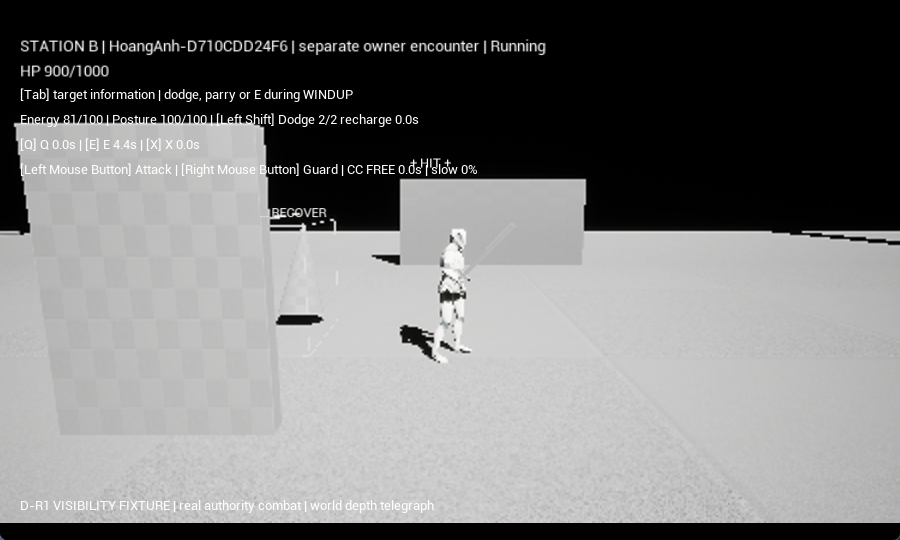 STATION B | HoangAnh-D710CDD24F6 | separate owner encounter | Running
HP 900/1000
[Tab] target information | dodge, parry or E during WINDUP
Energy 81/100 | Posture 100/100 | [Left Shift] Dodge 2/2 recharge 0.0s
[Q] Q 0.0s | [E] E 4.4s | [X] X 0.0s
+ HIT +
[Left Mouse Button] Attack | [Right Mouse Button] Guard | CC FREE 0.0s | slow 0%
RECOVER
D-R1 VISIBILITY FIXTURE | real authority combat | world depth telegraph